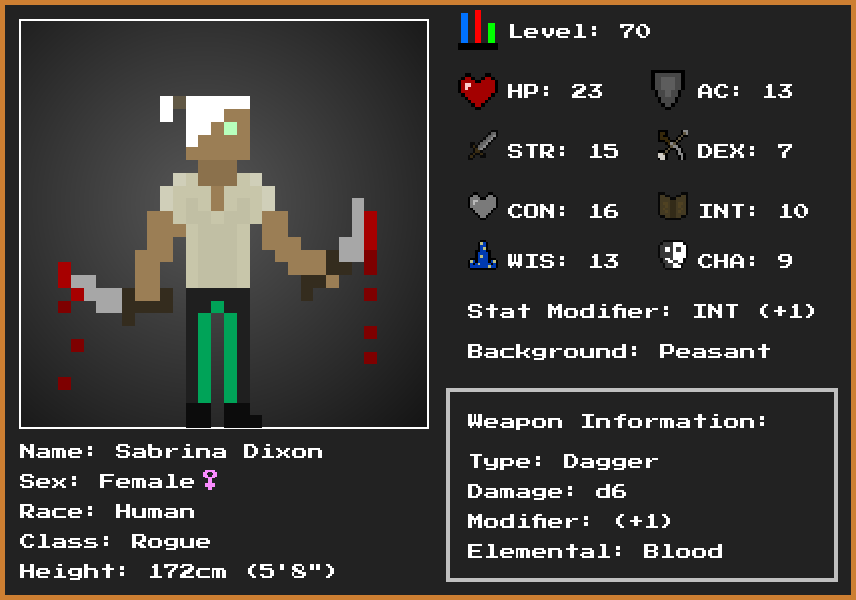 Level: 70
HP: 23
AC: 13
STR: 15
DEX: 7
CON: 16
INT: 10
WIS: 13
CHA: 9
Stat Modifier: INT (+1)
Background: Peasant
Weapon Information:
Type: Dagger
Damage: d6
Modifier: (+1)
Elemental: Blood
Name: Sabrina Dixon
Sex: Female♀
Race: Human
Class: Rogue
Height: 172cm (5'8")